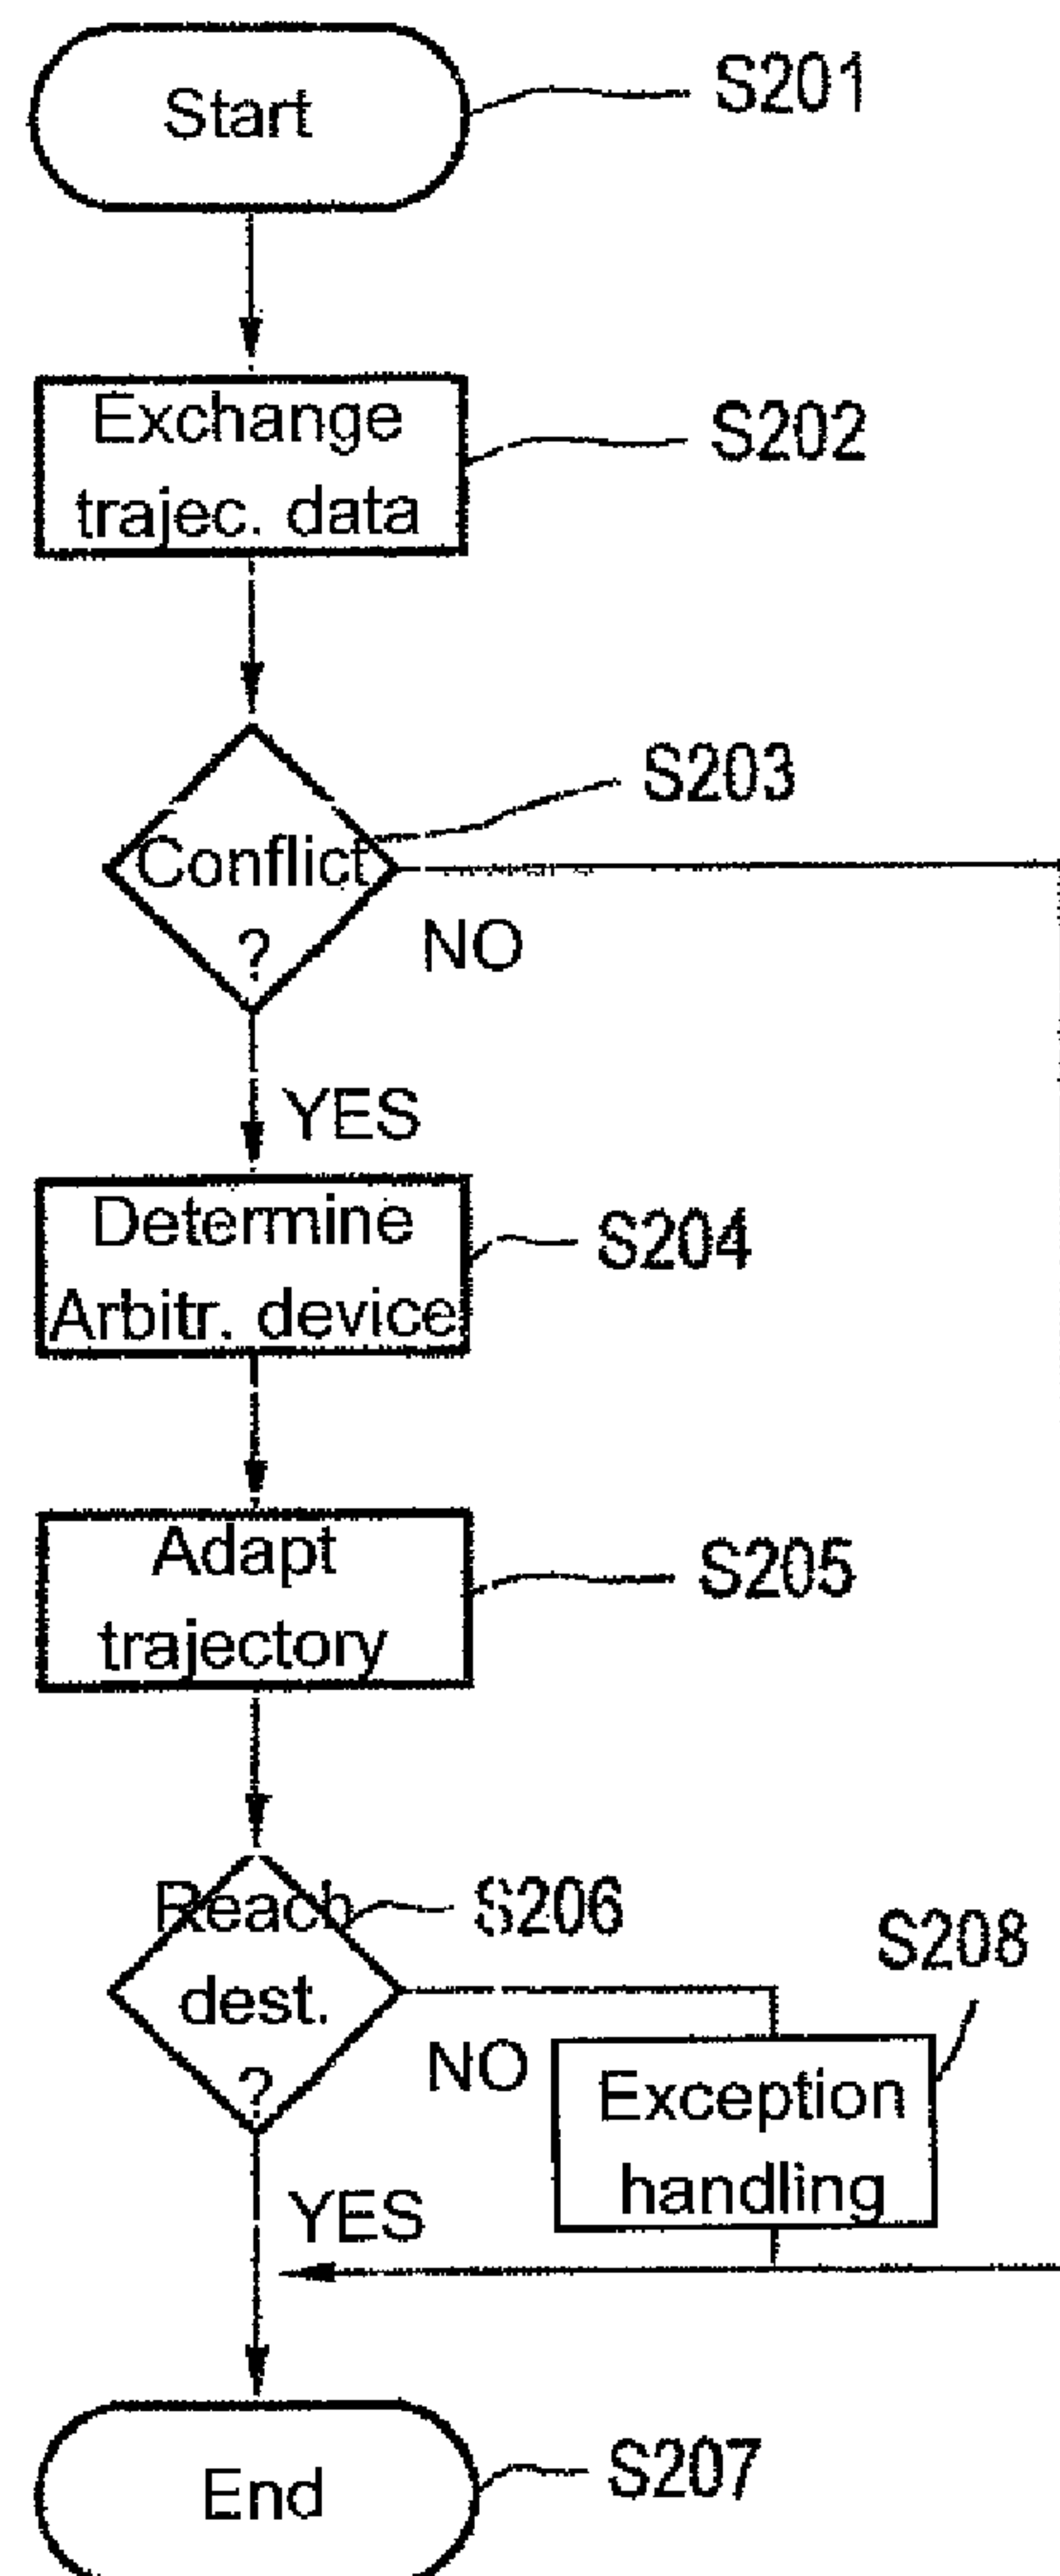 Start
S201
Exchange
trajec. data
S202
Conflict
?
S203
NO
YES
Determine
Arbitr. device
S204
Adapt
trajectory
S205
Reach
dest.
?
S206
NO
S208
Exception
handling
YES
End
S207